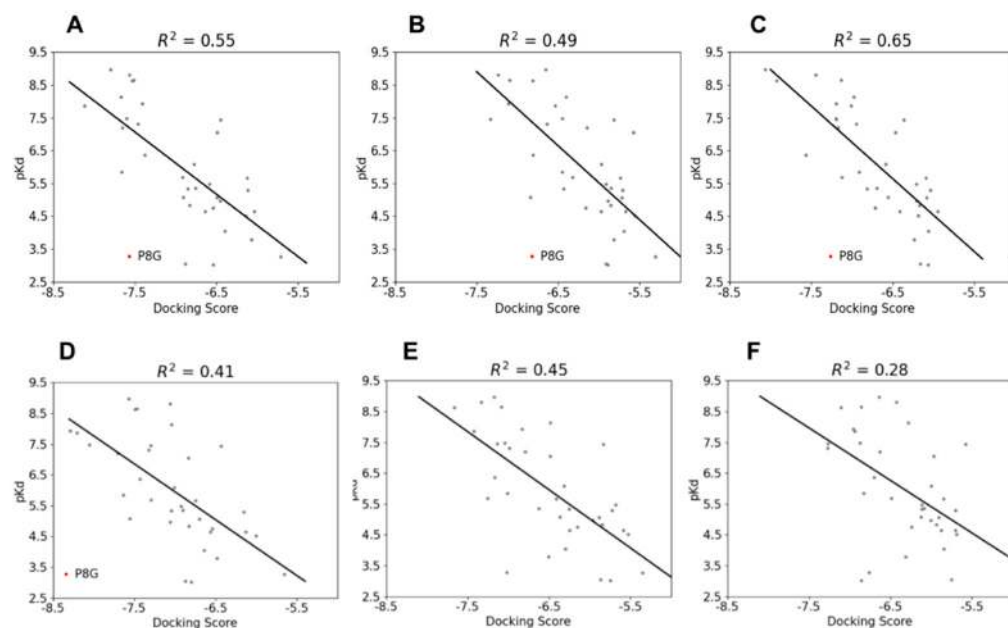 A
R² = 0.55
pKd
9.5
8.5
7.5
6.5
5.5
4.5
3.5
2.5
P8G
-8.5 -7.5 -6.5 -5.5
Docking Score
B
R² = 0.49
pKd
9.5
8.5
7.5
6.5
5.5
4.5
3.5
2.5
P8G
-8.5 -7.5 -6.5 -5.5
Docking Score
C
R² = 0.65
pKd
9.5
8.5
7.5
6.5
5.5
4.5
3.5
2.5
P8G
-8.5 -7.5 -6.5 -5.5
Docking Score
D
R² = 0.41
pKd
9.5
8.5
7.5
6.5
5.5
4.5
3.5
2.5
P8G
-8.5 -7.5 -6.5 -5.5
Docking Score
E
R² = 0.45
pKd
9.5
8.5
7.5
6.5
5.5
4.5
3.5
2.5
-8.5 -7.5 -6.5 -5.5
Docking Score
F
R² = 0.28
pKd
9.5
8.5
7.5
6.5
5.5
4.5
3.5
2.5
-8.5 -7.5 -6.5 -5.5
Docking Score